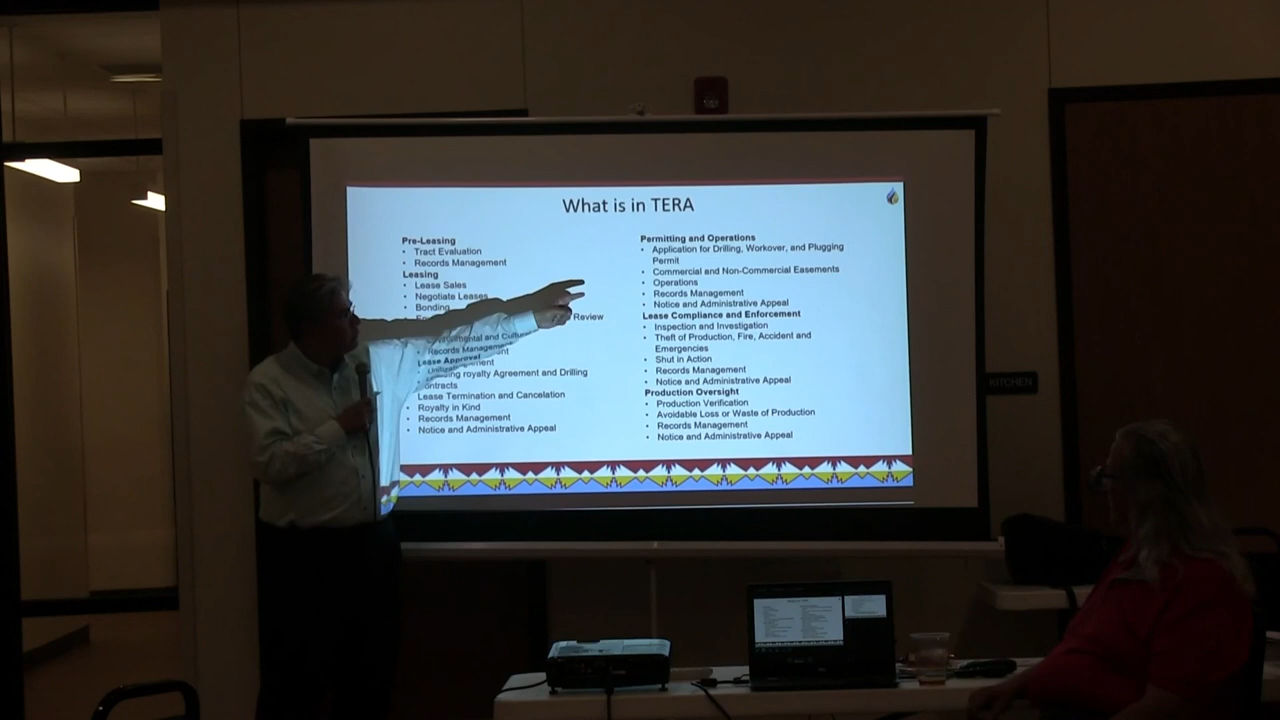 What is in TERA
Pre-Leasing
• Tract Evaluation
• Records Management
Leasing
• Lease Sales
• Negotiate Leases
• Bonding
Review
and Cultural
• Records Management
Lease Approval
royalty Agreement and Drilling
Lease Termination and Cancelation
• Royalty in Kind
• Records Management
• Notice and Administrative Appeal
Permitting and Operations
• Application for Drilling, Workover, and Plugging
Permit
• Commercial and Non-Commercial Easements
• Operations
• Records Management
• Notice and Administrative Appeal
Lease Compliance and Enforcement
• Inspection and Investigation
• Theft of Production, Fire, Accident and
Emergencies
• Shut in Action
• Records Management
• Notice and Administrative Appeal
Production Oversight
• Production Verification
• Avoidable Loss or Waste of Production
• Records Management
• Notice and Administrative Appeal
KITCHEN